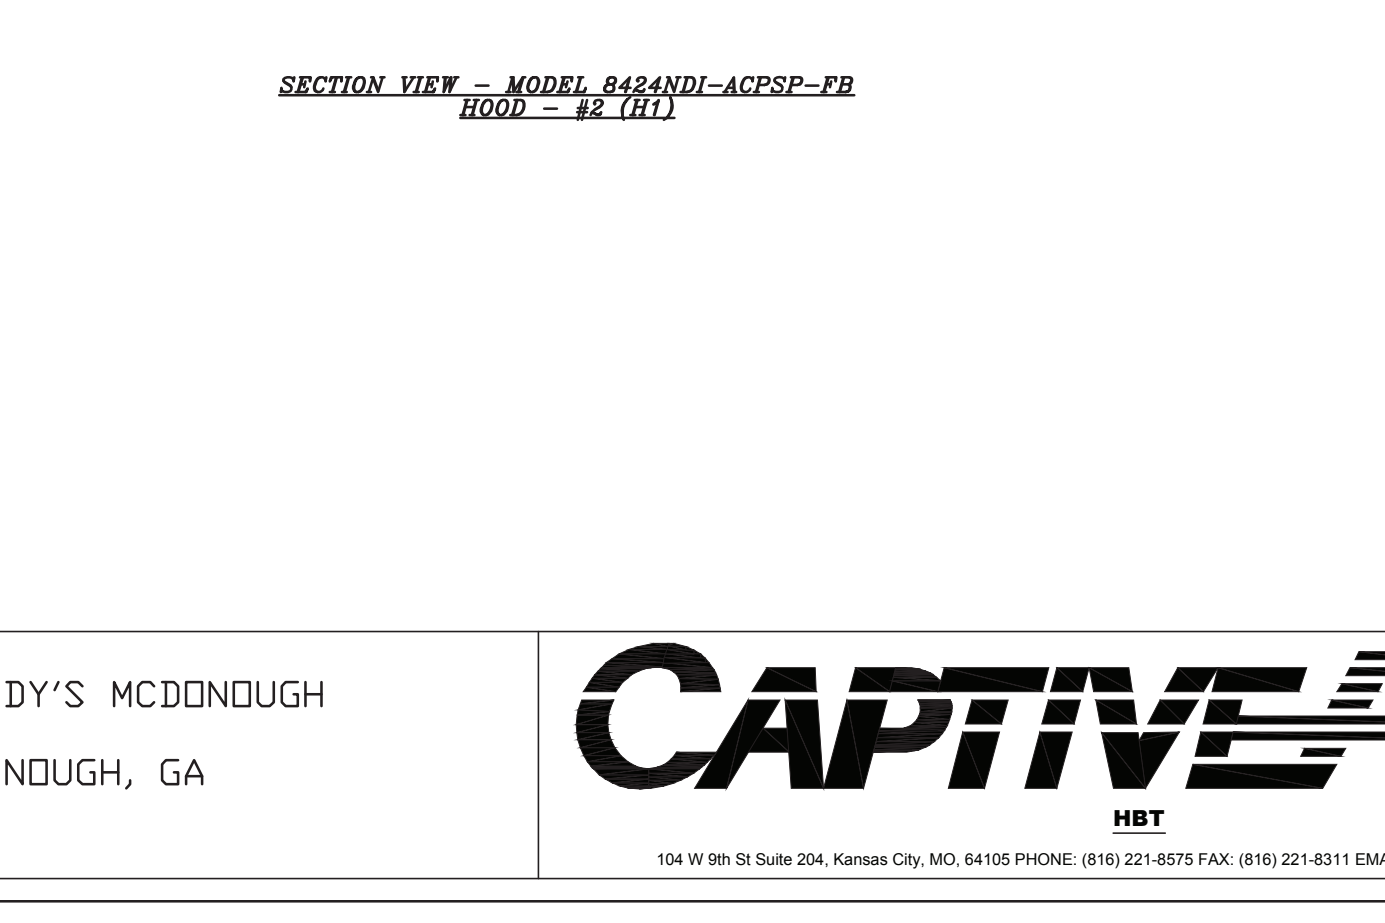 SECTION VIEW - MODEL 8424NDI-ACPSP-FB
HOOD - #2 (H1)
DY'S MCDONOUGH
NOUGH, GA
CAPTIVE
HBT
104 W 9th St Suite 204, Kansas City, MO, 64105 PHONE: (816) 221-8575 FAX: (816) 221-8311 EMA